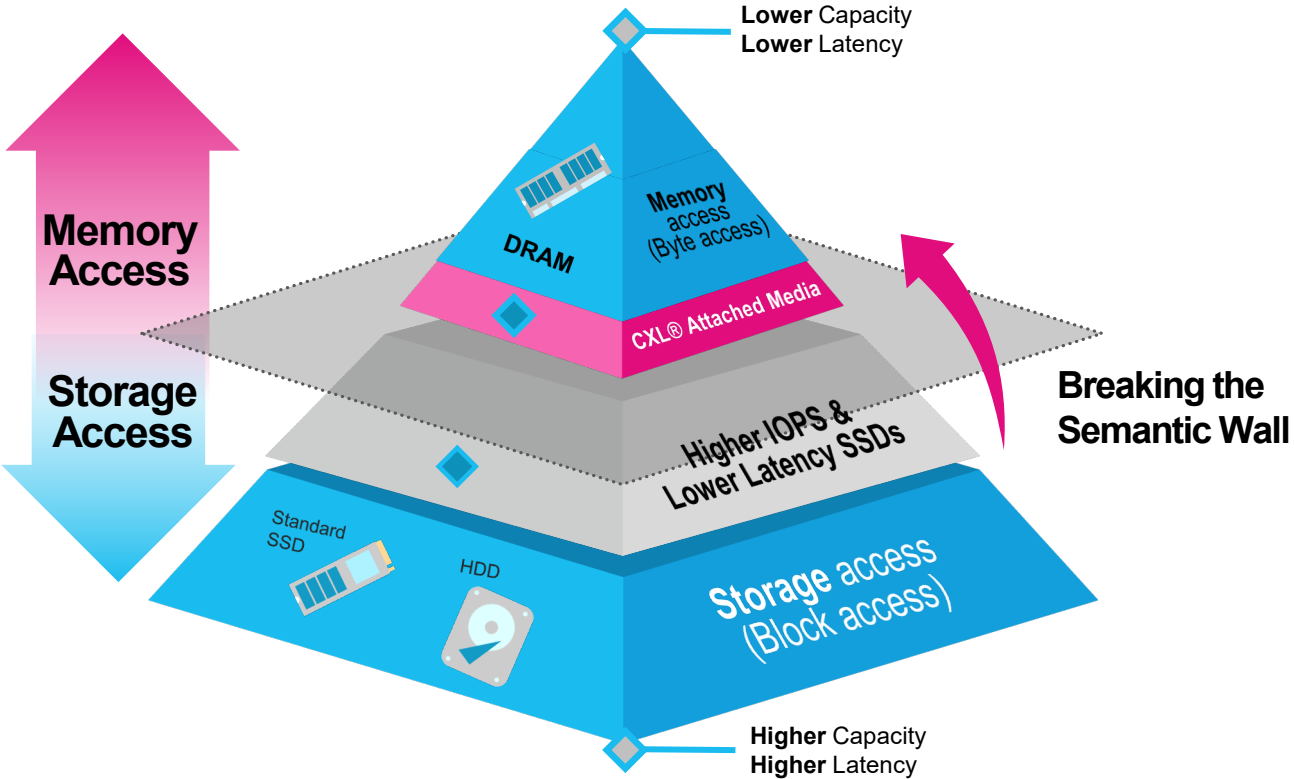 Lower Capacity
Lower Latency
Memory
Access
Storage
Access
DRAM
Memory
access
(Byte access)
CXL® Attached Media
Breaking the
Semantic Wall
Higher IOPS &
Lower Latency SSDs
Standard
SSD
HDD
Storage access
(Block access)
Higher Capacity
Higher Latency